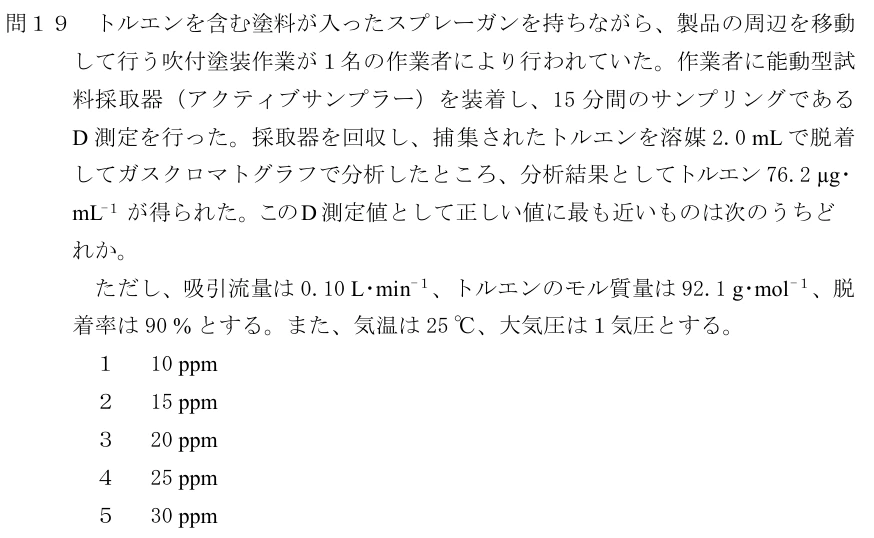 問１９　トルエンを含む塗料が入ったスプレーガンを持ちながら、製品の周辺を移動
して行う吹付塗装作業が１名の作業者により行われていた。作業者に能動型試
料採取器（アクティブサンプラー）を装着し、15 分間のサンプリングである
D 測定を行った。採取器を回収し、捕集されたトルエンを溶媒 2.0 mL で脱着
してガスクロマトグラフで分析したところ、分析結果としてトルエン 76.2 μg・
mL⁻¹ が得られた。このD 測定値として正しい値に最も近いものは次のうちど
れか。
ただし、吸引流量は 0.10 L・min⁻¹、トルエンのモル質量は 92.1 g・mol⁻¹、脱
着率は 90 % とする。また、気温は 25 ℃、大気圧は 1 気圧とする。
１　10 ppm
２　15 ppm
３　20 ppm
４　25 ppm
５　30 ppm